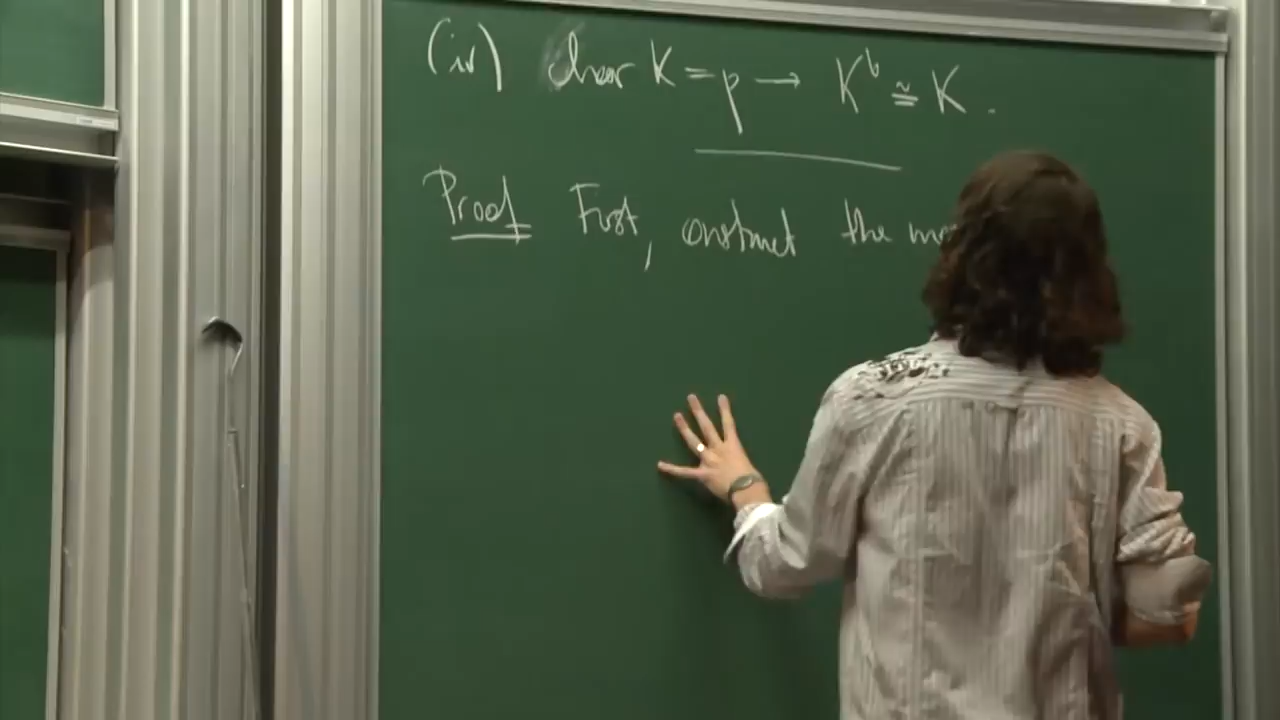 (iv) char K = p → K^♭ ≅ K .
Proof First, construct the